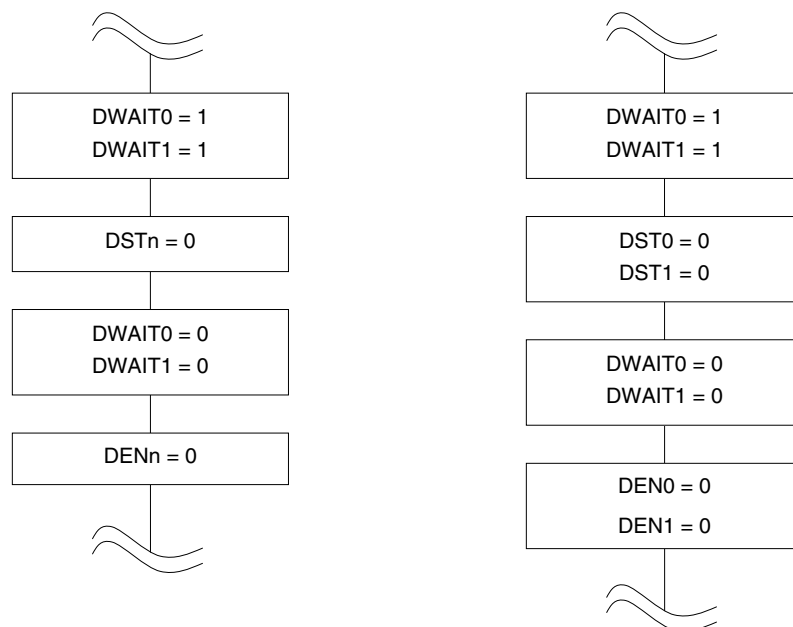 DWAIT0 = 1
DWAIT1 = 1
DSTn = 0
DWAIT0 = 0
DWAIT1 = 0
DENn = 0
DWAIT0 = 1
DWAIT1 = 1
DST0 = 0
DST1 = 0
DWAIT0 = 0
DWAIT1 = 0
DEN0 = 0
DEN1 = 0